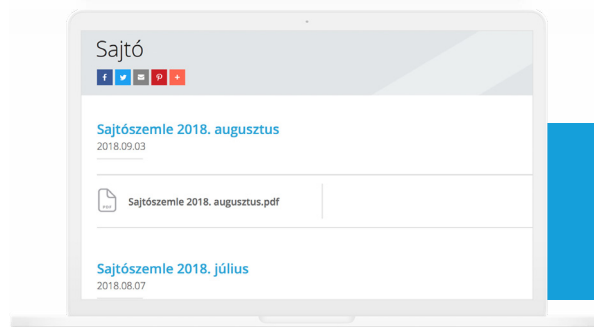 Sajtó
Sajtószemle 2018. augusztus
2018.09.03
PDF
Sajtószemle 2018. augusztus.pdf
Sajtószemle 2018. július
2018.08.07